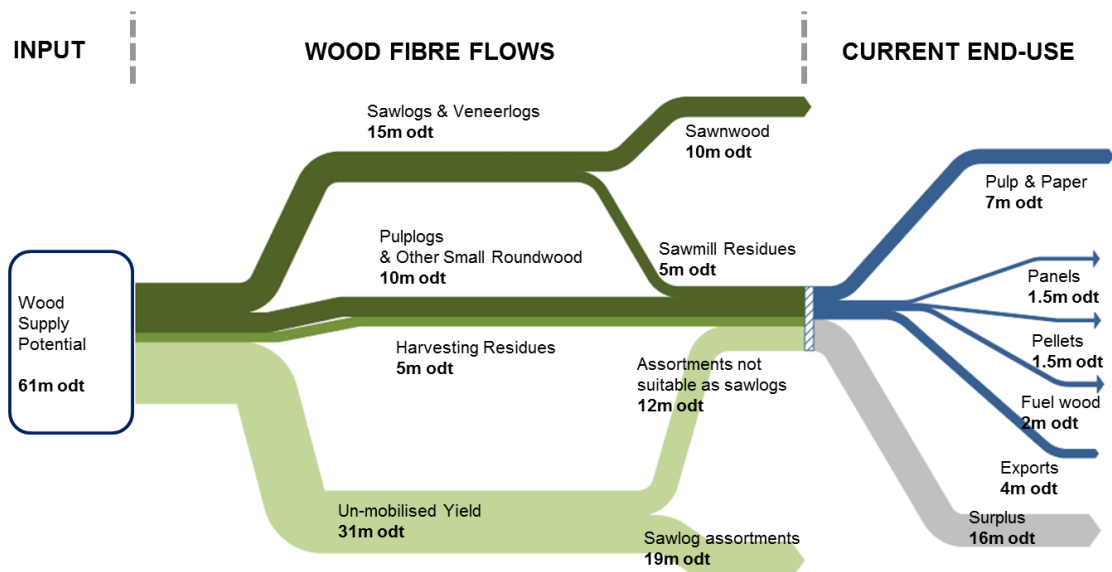 INPUT
WOOD FIBRE FLOWS
CURRENT END-USE
Sawlogs & Veneerlogs
15m odt
Sawnwood
10m odt
Pulp & Paper
7m odt
Pulplogs
& Other Small Roundwood
10m odt
Sawmill Residues
5m odt
Panels
1.5m odt
Wood
Supply
Potential
61m odt
Harvesting Residues
5m odt
Pellets
1.5m odt
Assortments not
suitable as sawlogs
12m odt
Fuel wood
2m odt
Exports
4m odt
Un-mobilised Yield
31m odt
Sawlog assortments
19m odt
Surplus
16m odt